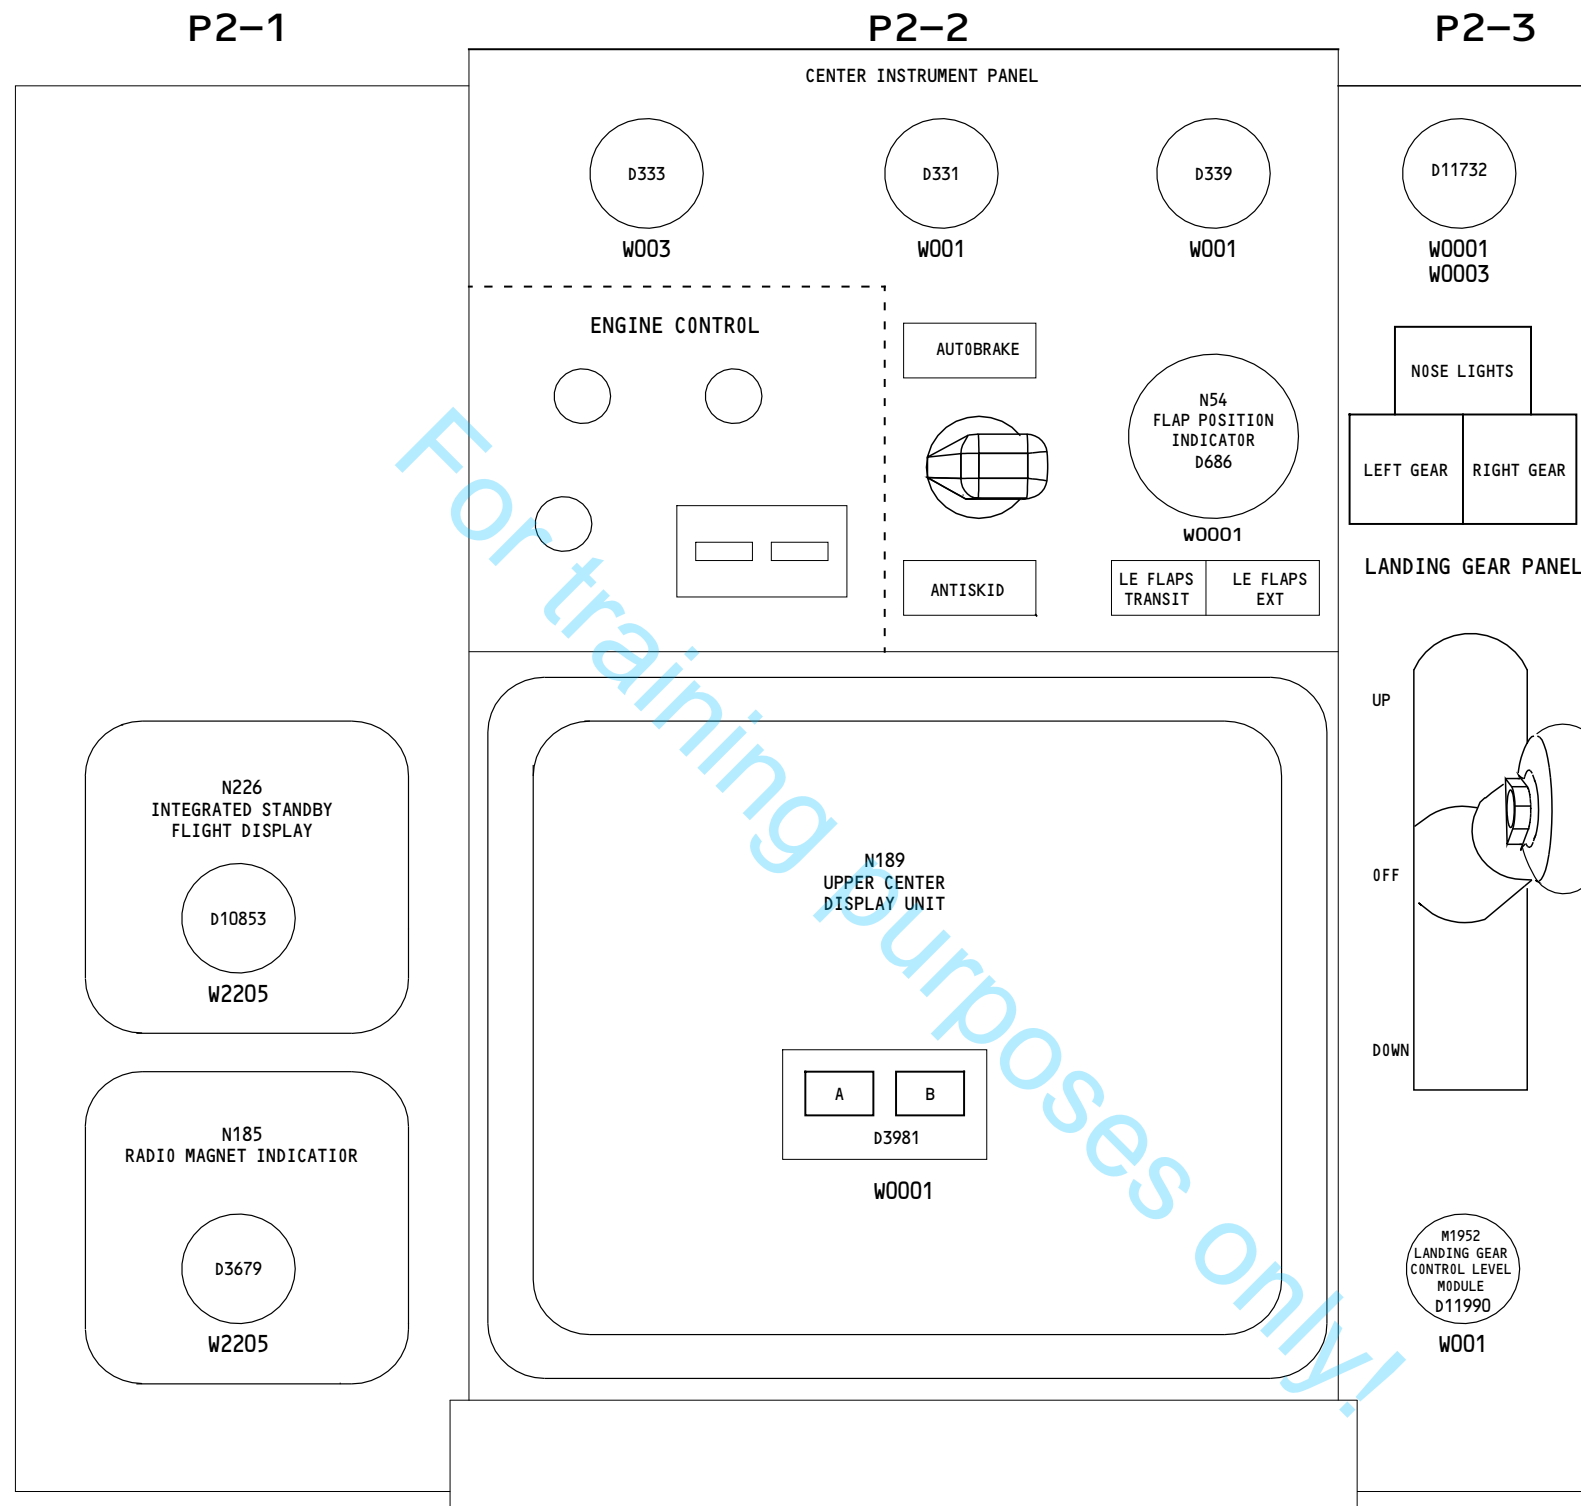 P2-1
P2-2
P2-3
CENTER INSTRUMENT PANEL
D333
W003
D331
W001
D339
W001
D11732
W0001
W0003
ENGINE CONTROL
AUTOBRAKE
ANTISKID
N54
FLAP POSITION
INDICATOR
D686
W0001
LE FLAPS
TRANSIT
LE FLAPS
EXT
NOSE LIGHTS
LEFT GEAR
RIGHT GEAR
LANDING GEAR PANEL
UP
OFF
DOWN
N226
INTEGRATED STANDBY
FLIGHT DISPLAY
D10853
W2205
N185
RADIO MAGNET INDICATIOR
D3679
W2205
N189
UPPER CENTER
DISPLAY UNIT
A
B
D3981
W0001
M1952
LANDING GEAR
CONTROL LEVEL
MODULE
D11990
W001
For training purposes only!